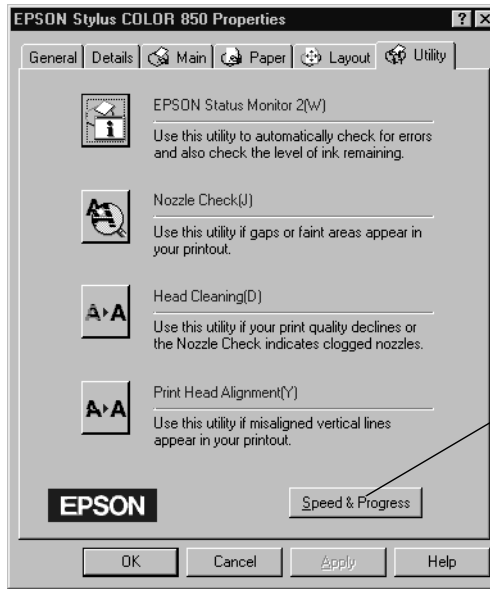 EPSON Stylus COLOR 850 Properties
General Details Main Paper Layout Utility
EPSON Status Monitor 2(W)
Use this utility to automatically check for errors
and also check the level of ink remaining.
Nozzle Check(J)
Use this utility if gaps or faint areas appear in
your printout.
Head Cleaning(D)
Use this utility if your print quality declines or
the Nozzle Check indicates clogged nozzles.
Print Head Alignment(Y)
Use this utility if misaligned vertical lines
appear in your printout.
EPSON Speed & Progress
OK Cancel Apply Help